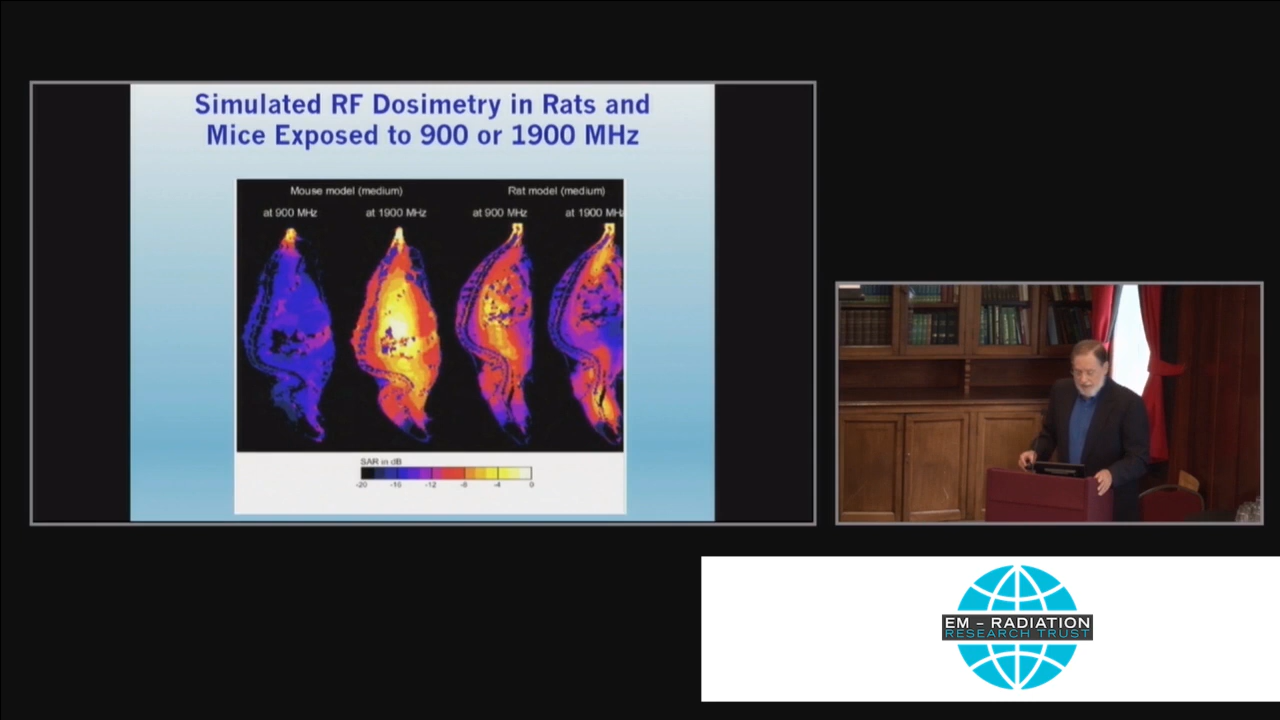 Simulated RF Dosimetry in Rats and
Mice Exposed to 900 or 1900 MHz
Mouse model (medium) Rat model (medium)
at 900 MHz at 1900 MHz at 900 MHz at 1900 MHz
SAR in dB
-20 -16 -12 -8 -4 0
EM – RADIATION
RESEARCH TRUST